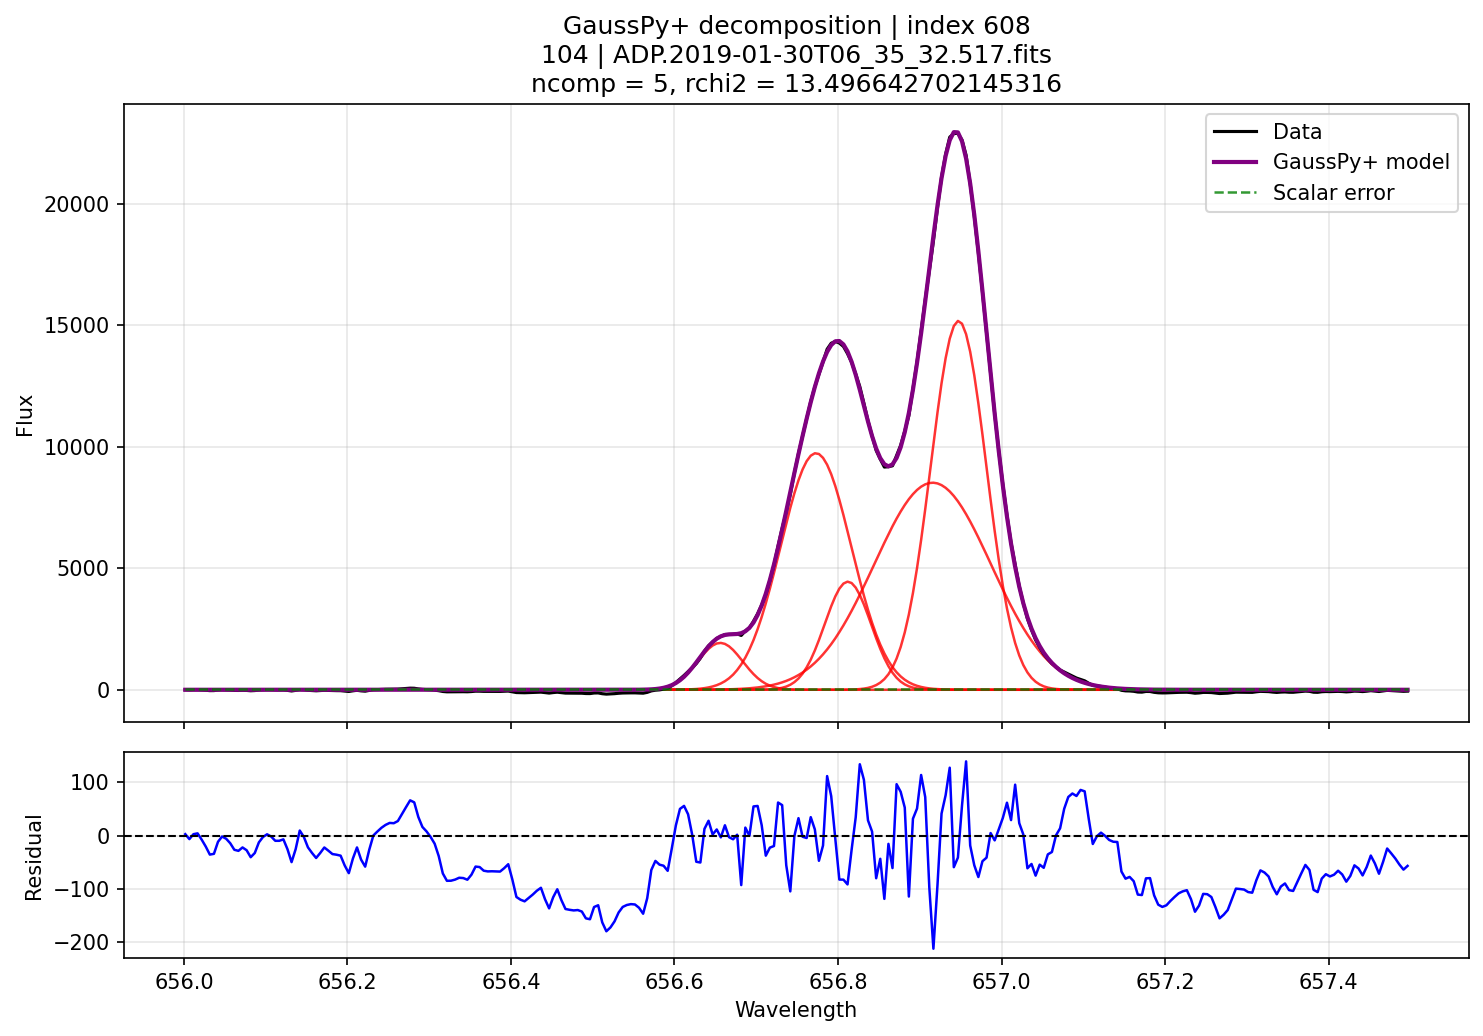 GaussPy+ decomposition | index 608
104 | ADP.2019-01-30T06_35_32.517.fits
ncomp = 5, rchi2 = 13.496642702145316
Data
GaussPy+ model
Scalar error
Flux
20000
15000
10000
5000
0
Residual
100
0
−100
−200
656.0
656.2
656.4
656.6
656.8
657.0
657.2
657.4
Wavelength